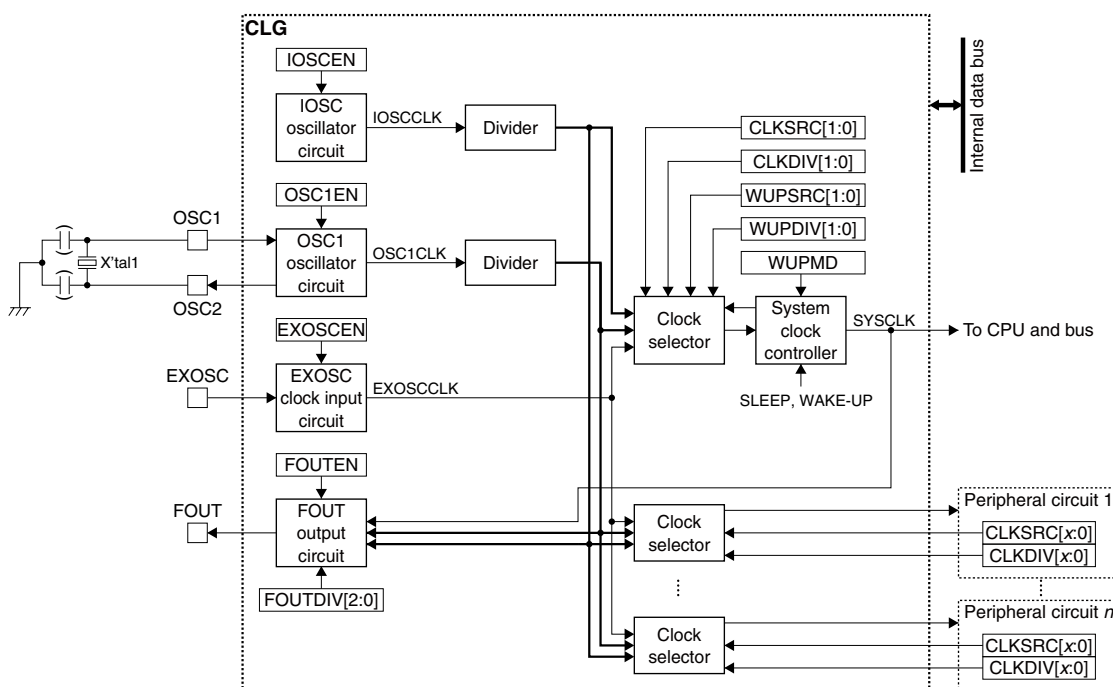 CLG
IOSCEN
IOSC
oscillator
circuit
IOSCCLK
Divider
Internal data bus
CLKSRC[1:0]
CLKDIV[1:0]
WUPSRC[1:0]
WUPDIV[1:0]
WUPMD
OSC1EN
OSC1
OSC1
oscillator
circuit
OSC1CLK
Divider
X'tal1
OSC2
Clock
selector
System
clock
controller
SYSCLK
To CPU and bus
SLEEP, WAKE-UP
EXOSCEN
EXOSC
EXOSC
clock input
circuit
EXOSCCLK
FOUTEN
FOUT
FOUT
output
circuit
FOUTDIV[2:0]
Clock
selector
Peripheral circuit 1
CLKSRC[x:0]
CLKDIV[x:0]
Clock
selector
Peripheral circuit n
CLKSRC[x:0]
CLKDIV[x:0]